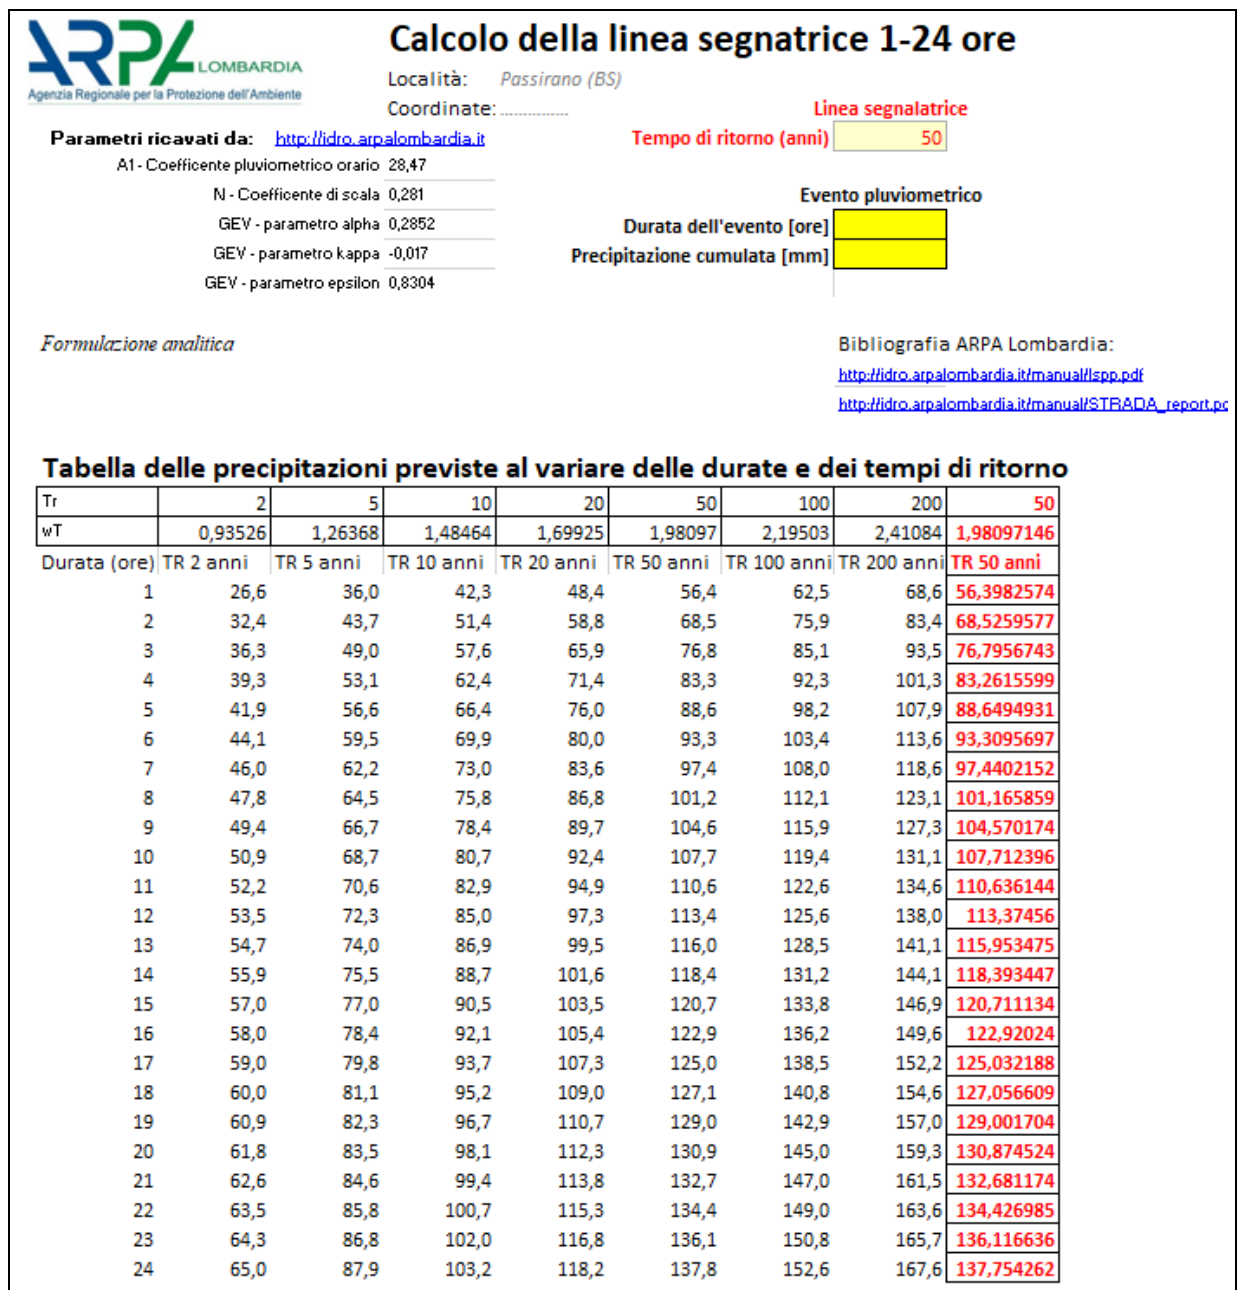 ARPA LOMBARDIA
Agenzia Regionale per la Protezione dell'Ambiente
Calcolo della linea segnatrice 1-24 ore
Località: Passirano (BS)
Coordinate: ...............
Linea segnalatrice
Parametri ricavati da: http://idro.arpalombardia.it
Tempo di ritorno (anni) 50
A1 - Coefficente pluviometrico orario 28,47
N - Coefficente di scala 0,281
Evento pluviometrico
GEV - parametro alpha 0,2852
Durata dell'evento [ore]
GEV - parametro kappa -0,017
Precipitazione cumulata [mm]
GEV - parametro epsilon 0,8304
Formulazione analitica
Bibliografia ARPA Lombardia:
http://idro.arpalombardia.it/manual/lspp.pdf
http://idro.arpalombardia.it/manual/STRADA_report.pd
Tabella delle precipitazioni previste al variare delle durate e dei tempi di ritorno
Tr 2 5 10 20 50 100 200 50
wT 0,93526 1,26368 1,48464 1,69925 1,98097 2,19503 2,41084 1,98097146
Durata (ore) TR 2 anni TR 5 anni TR 10 anni TR 20 anni TR 50 anni TR 100 anni TR 200 anni TR 50 anni
1 26,6 36,0 42,3 48,4 56,4 62,5 68,6 56,3982574
2 32,4 43,7 51,4 58,8 68,5 75,9 83,4 68,5259577
3 36,3 49,0 57,6 65,9 76,8 85,1 93,5 76,7956743
4 39,3 53,1 62,4 71,4 83,3 92,3 101,3 83,2615599
5 41,9 56,6 66,4 76,0 88,6 98,2 107,9 88,6494931
6 44,1 59,5 69,9 80,0 93,3 103,4 113,6 93,3095697
7 46,0 62,2 73,0 83,6 97,4 108,0 118,6 97,4402152
8 47,8 64,5 75,8 86,8 101,2 112,1 123,1 101,165859
9 49,4 66,7 78,4 89,7 104,6 115,9 127,3 104,570174
10 50,9 68,7 80,7 92,4 107,7 119,4 131,1 107,712396
11 52,2 70,6 82,9 94,9 110,6 122,6 134,6 110,636144
12 53,5 72,3 85,0 97,3 113,4 125,6 138,0 113,37456
13 54,7 74,0 86,9 99,5 116,0 128,5 141,1 115,953475
14 55,9 75,5 88,7 101,6 118,4 131,2 144,1 118,393447
15 57,0 77,0 90,5 103,5 120,7 133,8 146,9 120,711134
16 58,0 78,4 92,1 105,4 122,9 136,2 149,6 122,92024
17 59,0 79,8 93,7 107,3 125,0 138,5 152,2 125,032188
18 60,0 81,1 95,2 109,0 127,1 140,8 154,6 127,056609
19 60,9 82,3 96,7 110,7 129,0 142,9 157,0 129,001704
20 61,8 83,5 98,1 112,3 130,9 145,0 159,3 130,874524
21 62,6 84,6 99,4 113,8 132,7 147,0 161,5 132,681174
22 63,5 85,8 100,7 115,3 134,4 149,0 163,6 134,426985
23 64,3 86,8 102,0 116,8 136,1 150,8 165,7 136,116636
24 65,0 87,9 103,2 118,2 137,8 152,6 167,6 137,754262